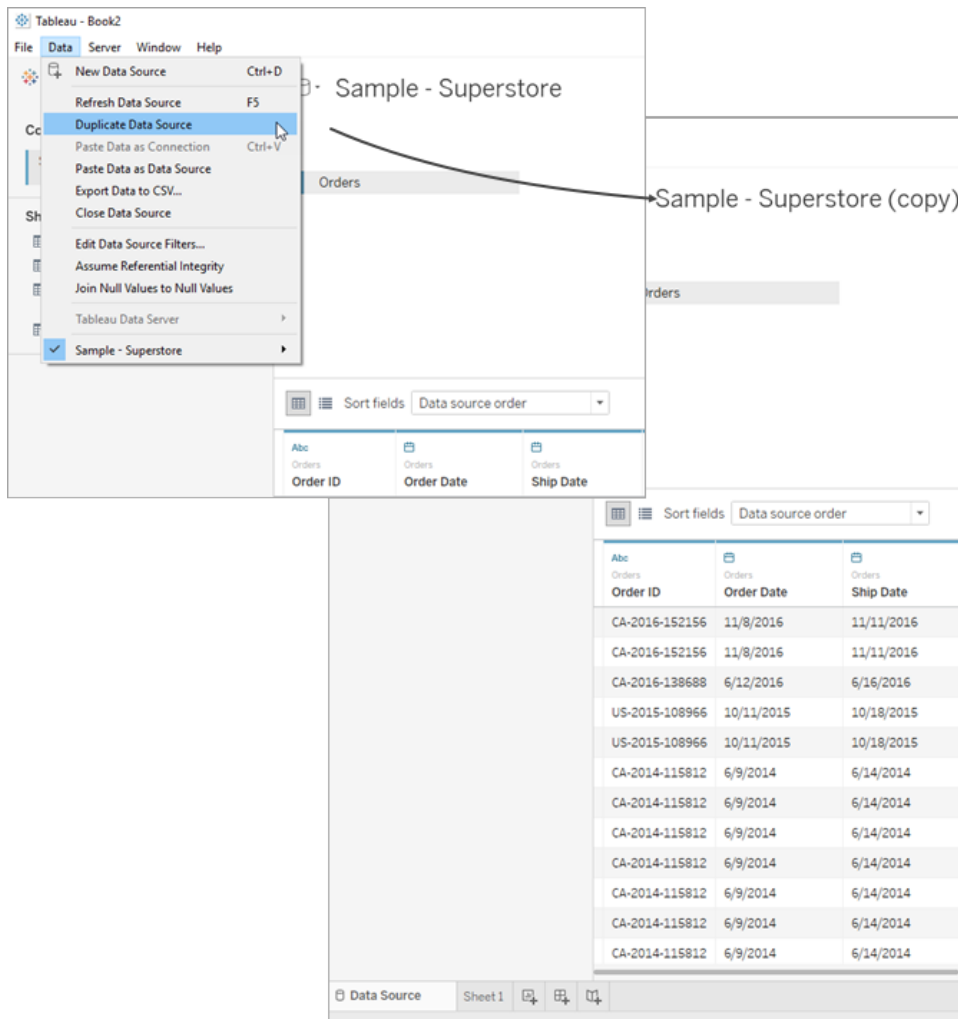 Tableau - Book2
File Data Server Window Help
New Data Source Ctrl+D
Refresh Data Source F5
Duplicate Data Source
Paste Data as Connection Ctrl+V
Paste Data as Data Source
Export Data to CSV...
Close Data Source
Edit Data Source Filters...
Assume Referential Integrity
Join Null Values to Null Values
Tableau Data Server
Sample - Superstore
Co
Sh
Sample - Superstore
Orders
Sort fields Data source order
Abc
Orders Orders Orders
Order ID Order Date Ship Date
Sample - Superstore (copy)
Orders
Sort fields Data source order
Abc
Orders Orders Orders
Order ID Order Date Ship Date
CA-2016-152156 11/8/2016 11/11/2016
CA-2016-152156 11/8/2016 11/11/2016
CA-2016-138688 6/12/2016 6/16/2016
US-2015-108966 10/11/2015 10/18/2015
US-2015-108966 10/11/2015 10/18/2015
CA-2014-115812 6/9/2014 6/14/2014
CA-2014-115812 6/9/2014 6/14/2014
CA-2014-115812 6/9/2014 6/14/2014
CA-2014-115812 6/9/2014 6/14/2014
CA-2014-115812 6/9/2014 6/14/2014
CA-2014-115812 6/9/2014 6/14/2014
CA-2014-115812 6/9/2014 6/14/2014
Data Source Sheet 1